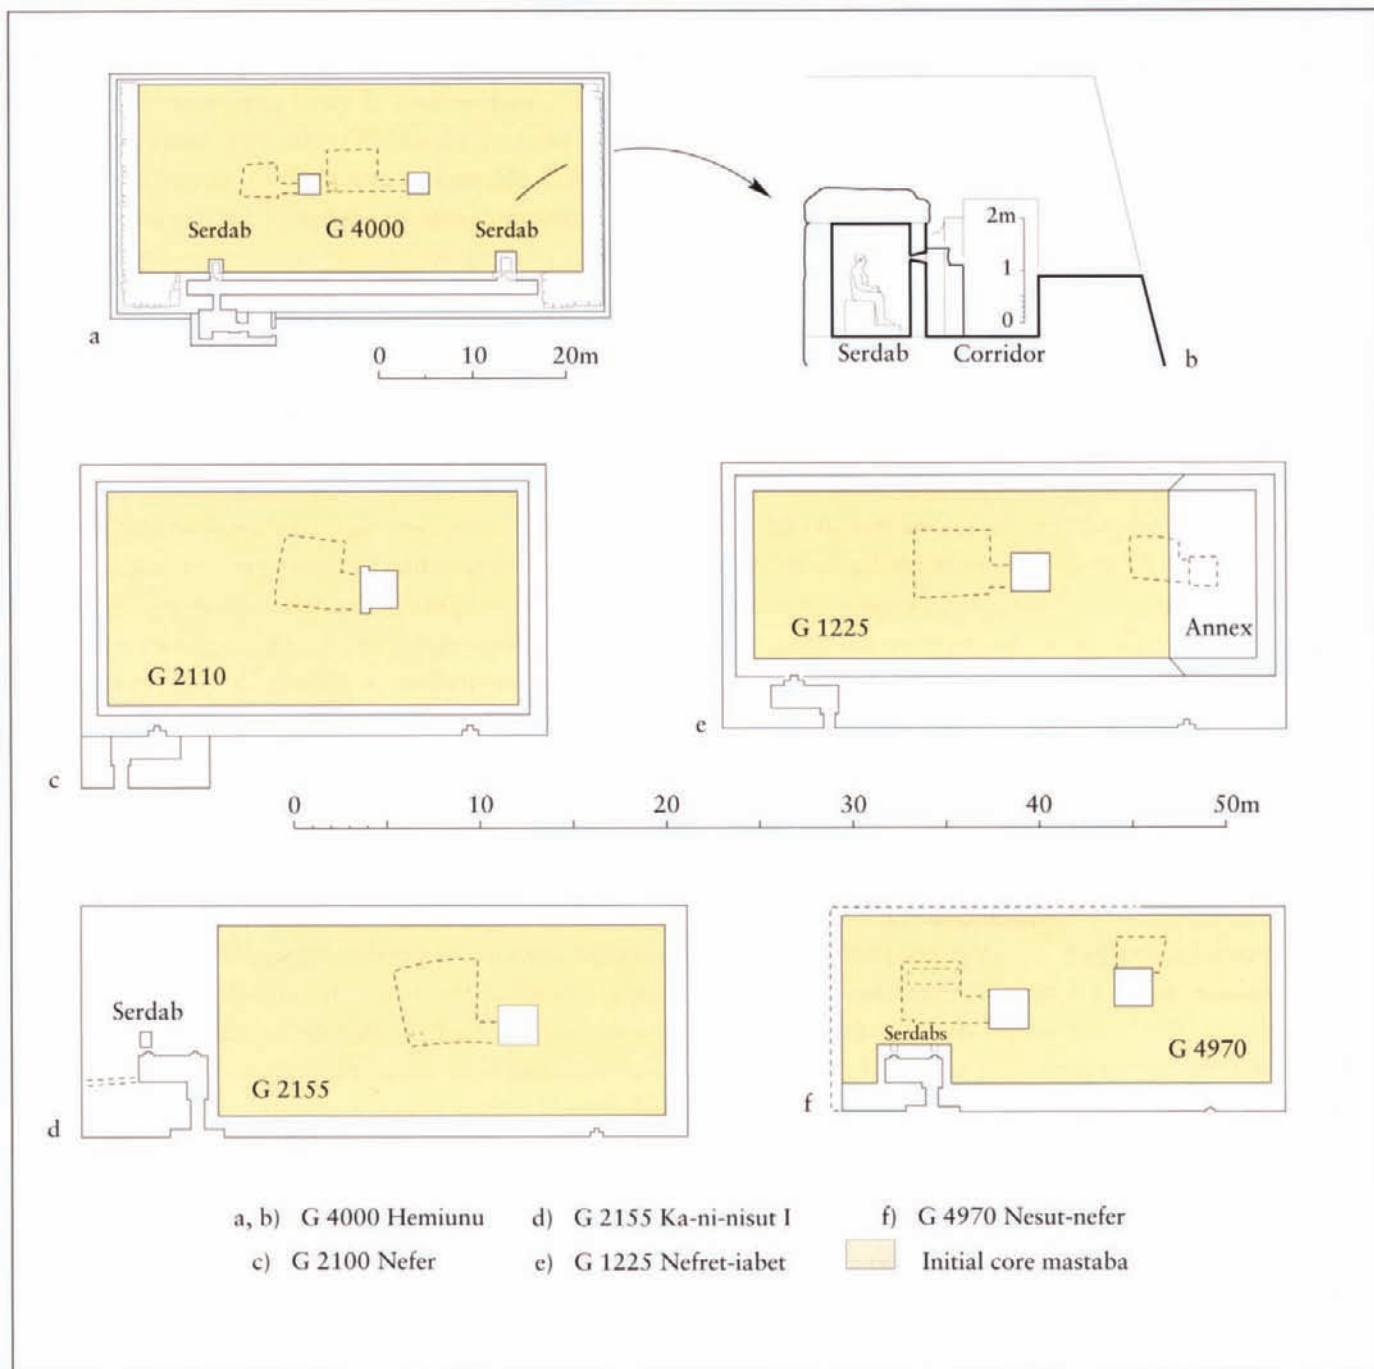 Serdab
G 4000
Serdab
a
0 10 20m
2m
1
0
Serdab Corridor
b
G 2110
c
G 1225
Annex
e
0 10 20 30 40 50m
Serdab
G 2155
d
Serdabs
G 4970
f
a, b) G 4000 Hemiunu d) G 2155 Ka-ni-nisut I f) G 4970 Nesut-nefer
c) G 2100 Nefer e) G 1225 Nefret-iabet Initial core mastaba